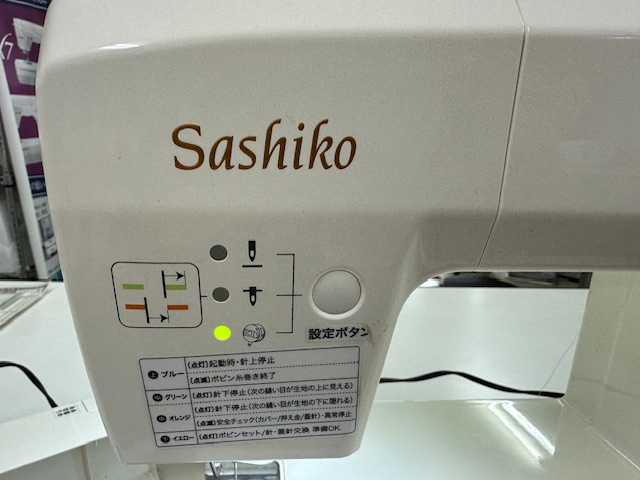 Sashiko
設定ボタン
上 ブルー (点灯)起動時・針上停止
(点滅)ボビン糸巻き終了
中 グリーン (点灯)針下停止(次の縫い目が生地の上に見える)
中 オレンジ (点灯)針下停止(次の縫い目が生地の下に隠れる)
(点滅)安全チェック(カバー/押え金/蓋針)・異常停止
下 イエロー (点灯)ボビンセット/針・蓋針交換 準備OK.